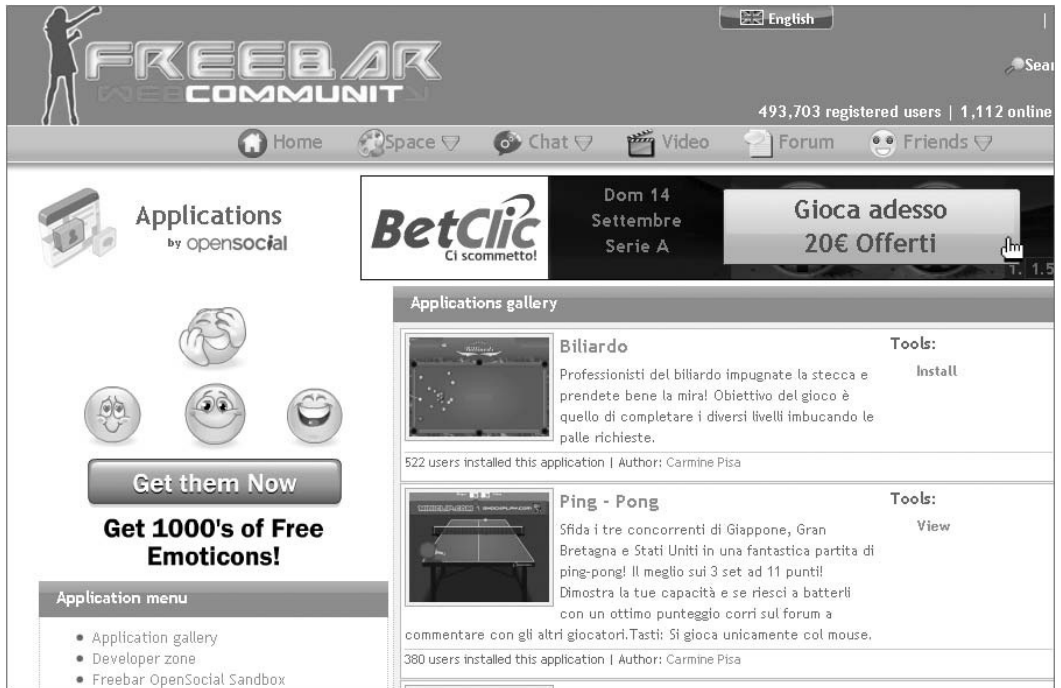 English
|
FREEBAR
WEB COMMUNITY
Sear
493,703 registered users | 1,112 online
Home Space Chat Video Forum Friends
Applications
by opensocial
BetClic
Ci scommetto!
Dom 14
Settembre
Serie A
Gioca adesso
20€ Offerti
Get them Now
Get 1000's of Free
Emoticons!
Application menu
Application gallery
Developer zone
Freebar OpenSocial Sandbox
Applications gallery
Biliardo
Professionisti del biliardo impugnate la stecca e
prendete bene la mira! Obiettivo del gioco è
quello di completare i diversi livelli imbucando le
palle richieste.
Tools:
Install
522 users installed this application | Author: Carmine Pisa
Ping - Pong
Sfida i tre concorrenti di Giappone, Gran
Bretagna e Stati Uniti in una fantastica partita di
ping-pong! Il meglio sui 3 set ad 11 punti!
Dimostra la tue capacità e se riesci a batterli
con un ottimo punteggio corri sul forum a
commentare con gli altri giocatori.Tasti: Si gioca unicamente col mouse.
Tools:
View
380 users installed this application | Author: Carmine Pisa